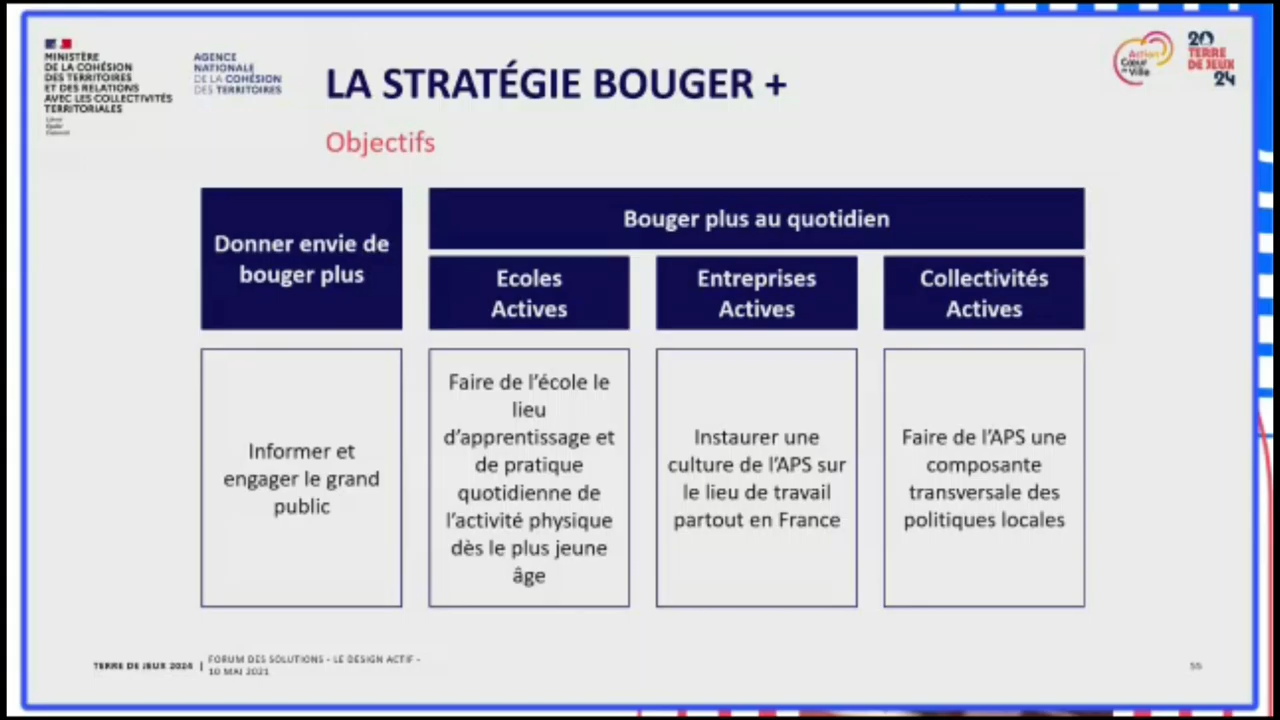 MINISTÈRE
DE LA COHÉSION
DES TERRITOIRES
ET DES RELATIONS
AVEC LES COLLECTIVITÉS
TERRITORIALES
AGENCE
NATIONALE
DE LA COHÉSION
DES TERRITOIRES
LA STRATÉGIE BOUGER +
Objectifs
Action
Cœur
de Ville
20
TERRE
DE JEUX
24
Donner envie de
bouger plus
Bouger plus au quotidien
Ecoles
Actives
Entreprises
Actives
Collectivités
Actives
Informer et
engager le grand
public
Faire de l'école le
lieu
d'apprentissage et
de pratique
quotidienne de
l'activité physique
dès le plus jeune
âge
Instaurer une
culture de l'APS sur
le lieu de travail
partout en France
Faire de l'APS une
composante
transversale des
politiques locales
TERRE DE JEUX 2024 |
FORUM DES SOLUTIONS - LE DESIGN ACTIF -
10 MAI 2021